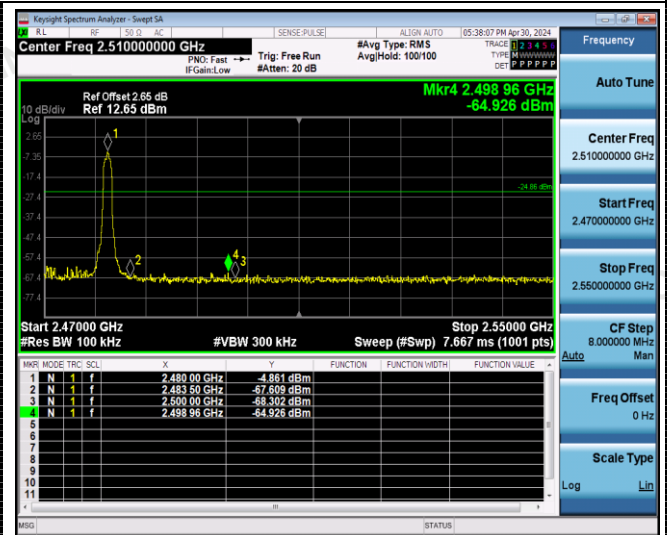 Keysight Spectrum Analyzer - Swept SA
RL RF 50 Ω AC SENSE:PULSE ALIGN AUTO 05:38:07 PM Apr 30, 2024
Center Freq 2.510000000 GHz
PNO: Fast Trig: Free Run #Avg Type: RMS TRACE 1 2 3 4 5 6
IFGain:Low #Atten: 20 dB Avg|Hold: 100/100 TYPE M WWWWW
DET P P P P P P
Mkr4 2.498 96 GHz
-64.926 dBm
Ref Offset 2.65 dB
10 dB/div Ref 12.65 dBm
Log
2.65
-7.35
-17.4
-27.4
-37.4
-47.4
-57.4
-67.4
-77.4
-24.86 dBm
1
2
4
3
Start 2.47000 GHz Stop 2.55000 GHz
#Res BW 100 kHz #VBW 300 kHz Sweep (#Swp) 7.667 ms (1001 pts)
MKR MODE TRC SCL X Y FUNCTION FUNCTION WIDTH FUNCTION VALUE
1 N 1 f 2.480 00 GHz -4.861 dBm
2 N 1 f 2.483 50 GHz -67.609 dBm
3 N 1 f 2.500 00 GHz -68.302 dBm
4 N 1 f 2.498 96 GHz -64.926 dBm
5
6
7
8
9
10
11
MSG STATUS
Frequency
Auto Tune
Center Freq
2.510000000 GHz
Start Freq
2.470000000 GHz
Stop Freq
2.550000000 GHz
CF Step
8.000000 MHz
Auto Man
Freq Offset
0 Hz
Scale Type
Log Lin